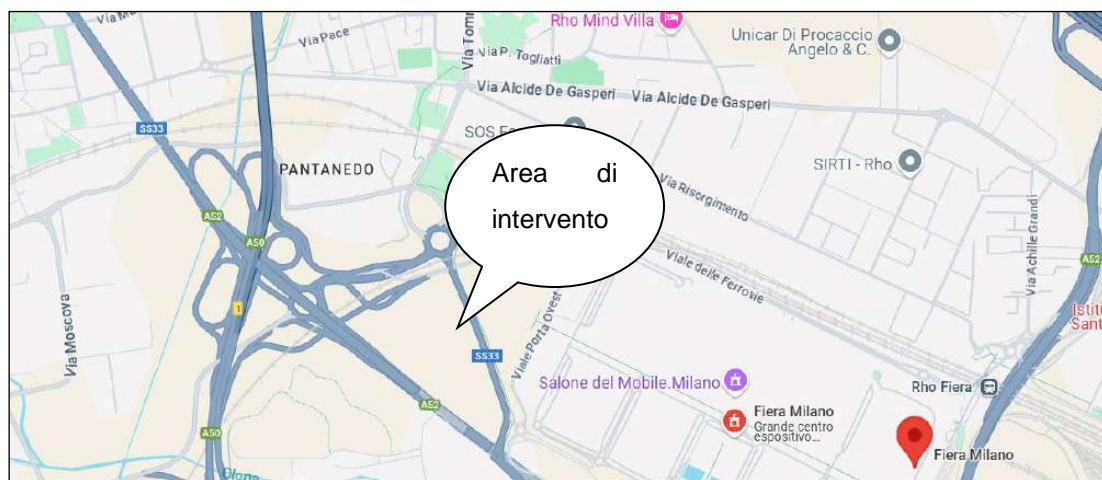 Rho Mind Villa
Unicar Di Procaccio
Angelo & C.
Via Pace
Via P. Togliatti
Via Alcide De Gasperi
Via Alcide De Gasperi
SS33
SIRTI - Rho
PANTANEDO
Area di
intervento
Via Risorgimento
Via Achille Grandi
A52
A50
A52
Viale delle Ferrovie
1
Via Moscova
Viale Porta Ovest
SS33
Salone del Mobile.Milano
Rho Fiera
A52
Fiera Milano
Grande centro
espositivo...
A50
Fiera Milano